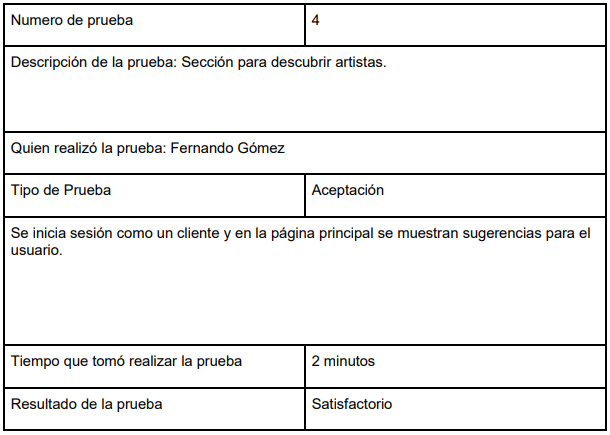 Numero de prueba 4
Descripción de la prueba: Sección para descubrir artistas.
Quien realizó la prueba: Fernando Gómez
Tipo de Prueba Aceptación
Se inicia sesión como un cliente y en la página principal se muestran sugerencias para el
usuario.
Tiempo que tomó realizar la prueba 2 minutos
Resultado de la prueba Satisfactorio